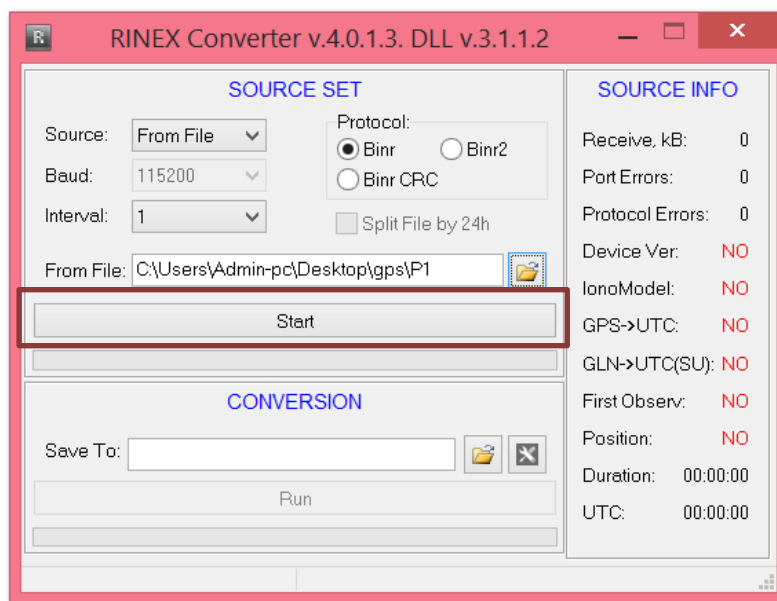 R RINEX Converter v.4.0.1.3. DLL v.3.1.1.2
SOURCE SET
Source: From File
Protocol:
Binr Binr2
Baud: 115200
Binr CRC
Interval: 1
Split File by 24h
From File: C:\Users\Admin-pc\Desktop\gps\P1
Start
CONVERSION
Save To:
Run
SOURCE INFO
Receive, kB: 0
Port Errors: 0
Protocol Errors: 0
Device Ver: NO
IonoModel: NO
GPS->UTC: NO
GLN->UTC(SU): NO
First Observ: NO
Position: NO
Duration: 00:00:00
UTC: 00:00:00